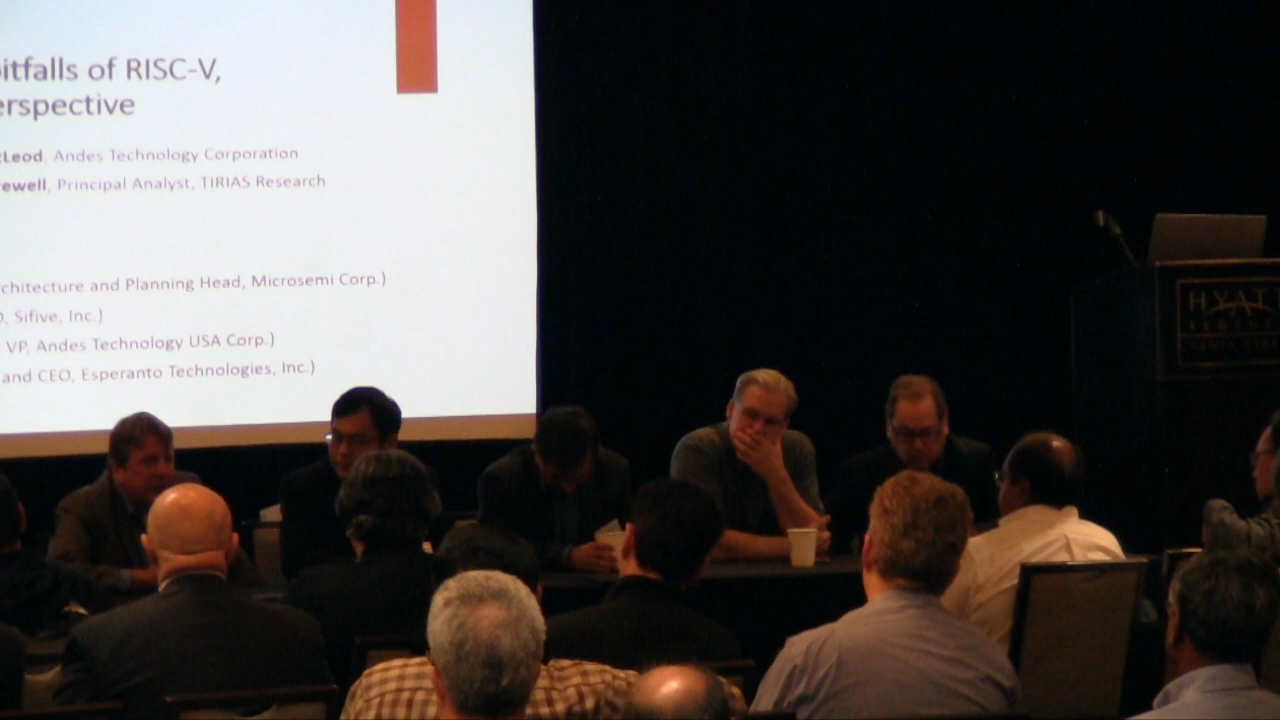 itfalls of RISC-V,
erspective
Leod, Andes Technology Corporation
ewell, Principal Analyst, TIRIAS Research
chitecture and Planning Head, Microsemi Corp.)
, Sifive, Inc.)
VP, Andes Technology USA Corp.)
and CEO, Esperanto Technologies, Inc.)
HYAT